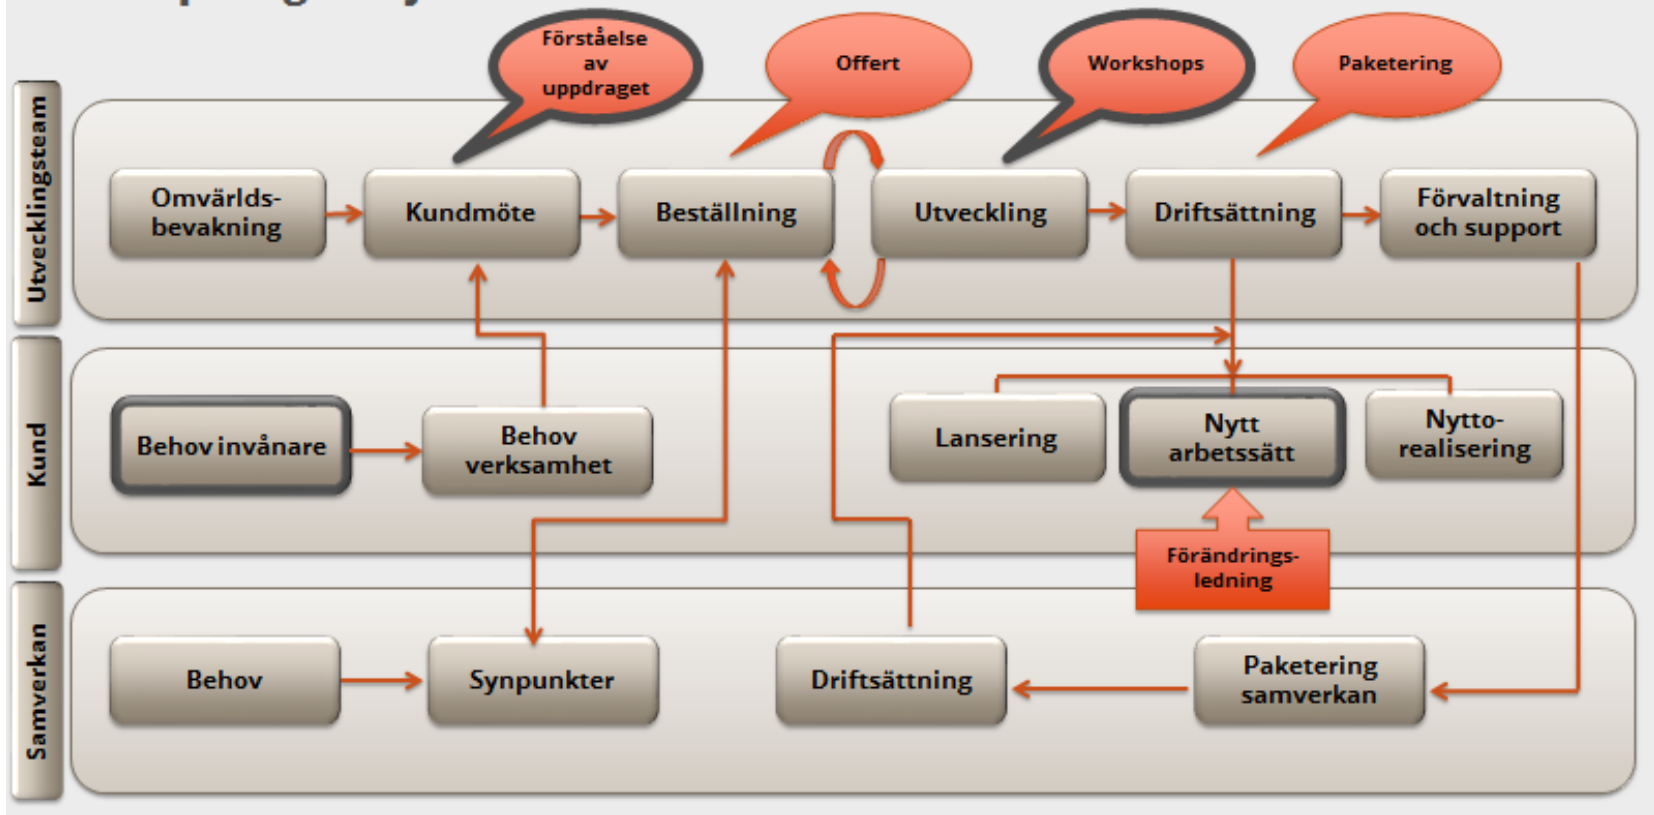 Förståelse
av
uppdraget
Offert
Workshops
Paketering
Utvecklingsteam
Omvärlds-
bevakning
Kundmöte
Beställning
Utveckling
Driftsättning
Förvaltning
och support
Kund
Behov invånare
Behov
verksamhet
Lansering
Nytt
arbetssätt
Nytto-
realisering
Förändrings-
ledning
Samverkan
Behov
Synpunkter
Driftsättning
Paketering
samverkan